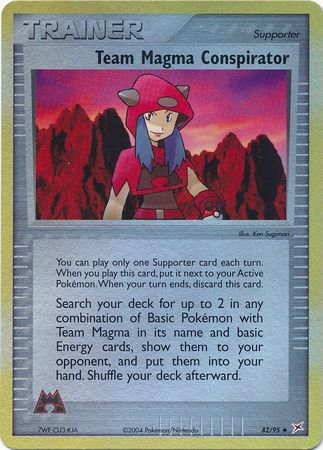 TRAINER
Supporter
Team Magma Conspirator
Illus. Ken Sugimori
You can play only one Supporter card each turn.
When you play this card, put it next to your Active
Pokémon. When your turn ends, discard this card.
Search your deck for up to 2 in any
combination of Basic Pokémon with
Team Magma in its name and basic
Energy cards, show them to your
opponent, and put them into your
hand. Shuffle your deck afterward.
7WF-CU3-KJA
©2004 Pokémon/Nintendo
82/95